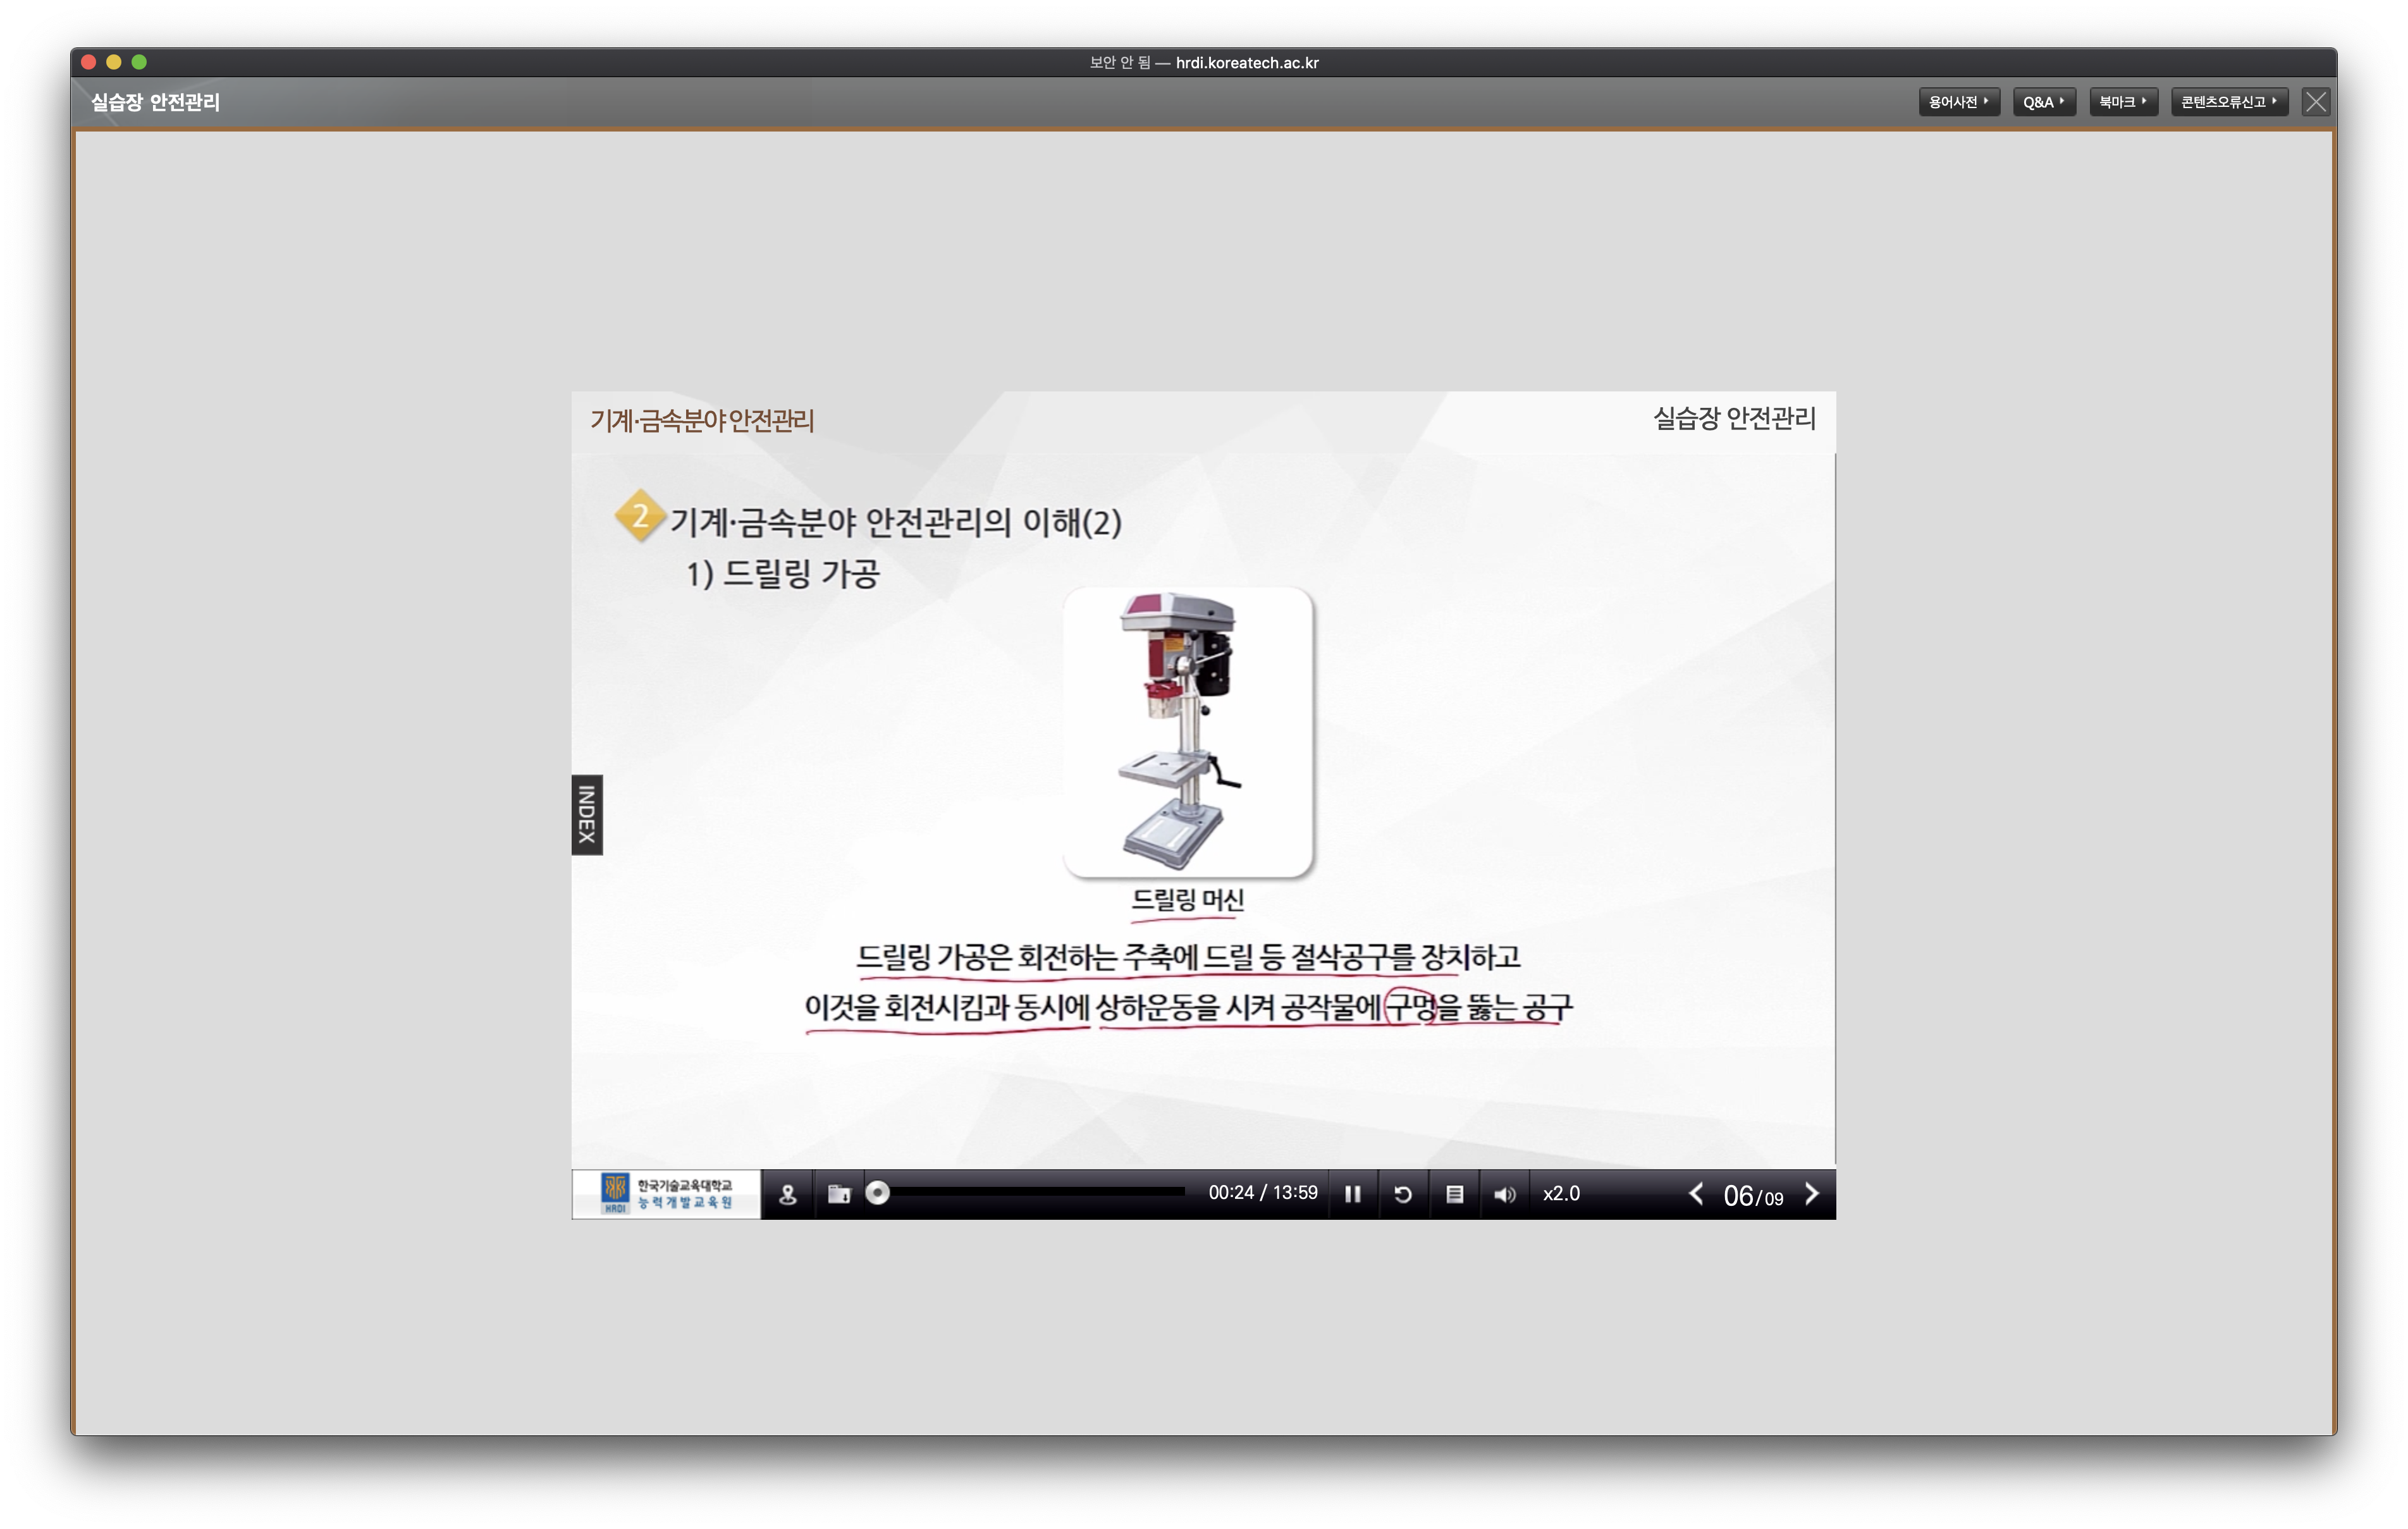 보안 안 됨 — hrdi.koreatech.ac.kr
실습장 안전관리
용어사전
Q&A
북마크
콘텐츠오류신고
기계·금속분야 안전관리
실습장 안전관리
2 기계·금속분야 안전관리의 이해(2)
1) 드릴링 가공
INDEX
드릴링 머신
드릴링 가공은 회전하는 주축에 드릴 등 절삭공구를 장치하고
이것을 회전시킴과 동시에 상하운동을 시켜 공작물에 구멍을 뚫는 공구
HRDI
한국기술교육대학교
능력개발교육원
00:24 / 13:59
x2.0
06/09